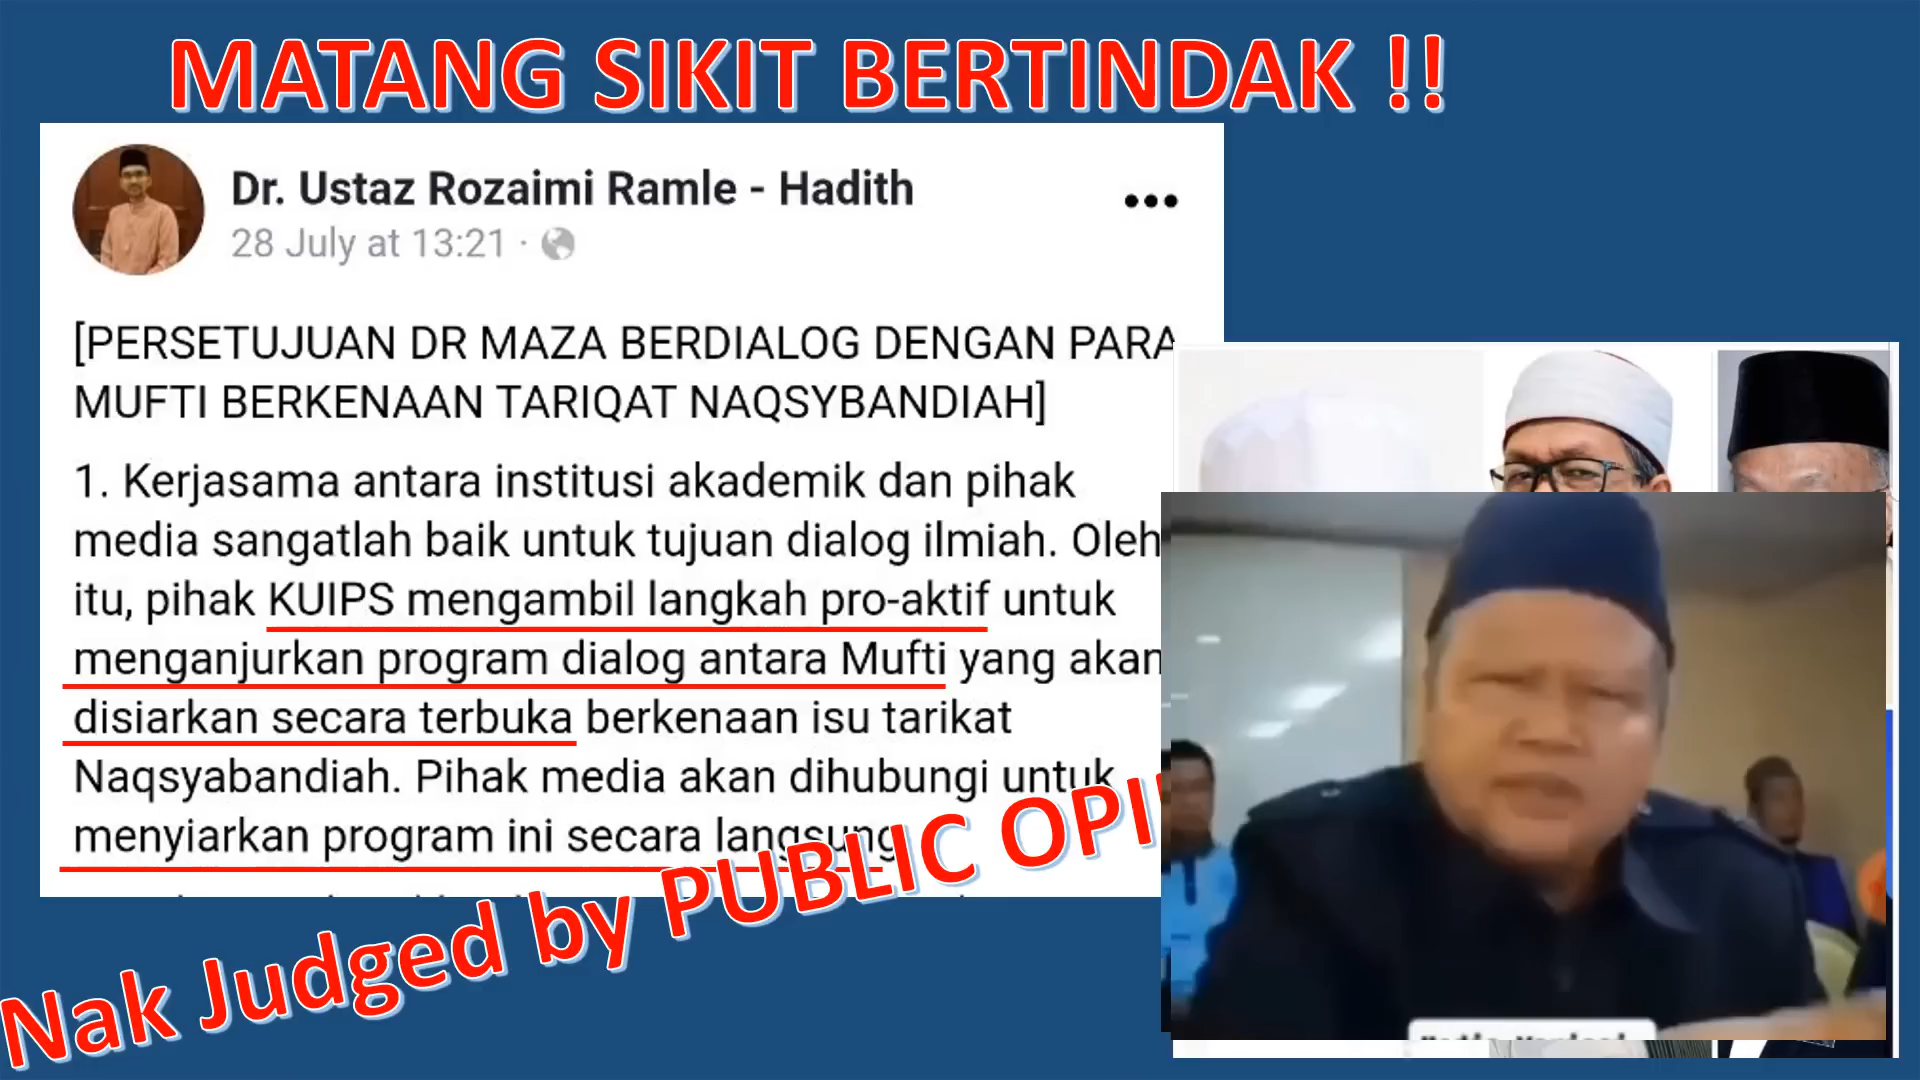 MATANG SIKIT BERTINDAK !!
Dr. Ustaz Rozaimi Ramle - Hadith
28 July at 13:21 ·
[PERSETUJUAN DR MAZA BERDIALOG DENGAN PARA
MUFTI BERKENAAN TARIQAT NAQSYBANDIAH]
1. Kerjasama antara institusi akademik dan pihak
media sangatlah baik untuk tujuan dialog ilmiah. Oleh
itu, pihak KUIPS mengambil langkah pro-aktif untuk
menganjurkan program dialog antara Mufti yang akan
disiarkan secara terbuka berkenaan isu tarikat
Naqsyabandiah. Pihak media akan dihubungi untuk
menyiarkan program ini secara langsung
Nak Judged by PUBLIC OPI